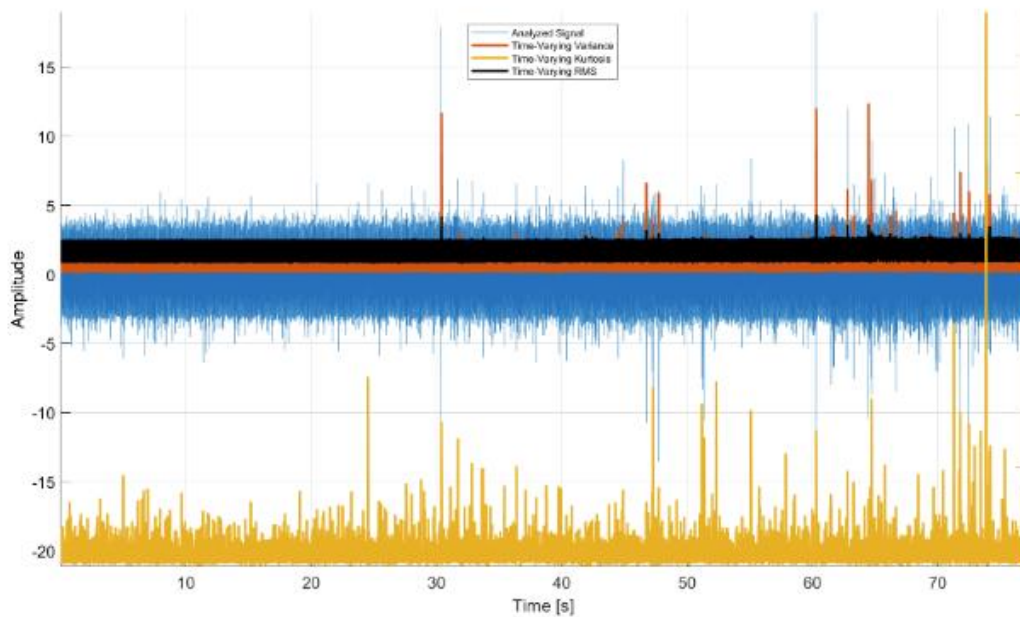 Analyzed Signal
Time-Varying Variance
Time-Varying Kurtosis
Time-Varying RMS
15
10
5
0
-5
-10
-15
-20
Amplitude
10 20 30 40 50 60 70
Time [s]